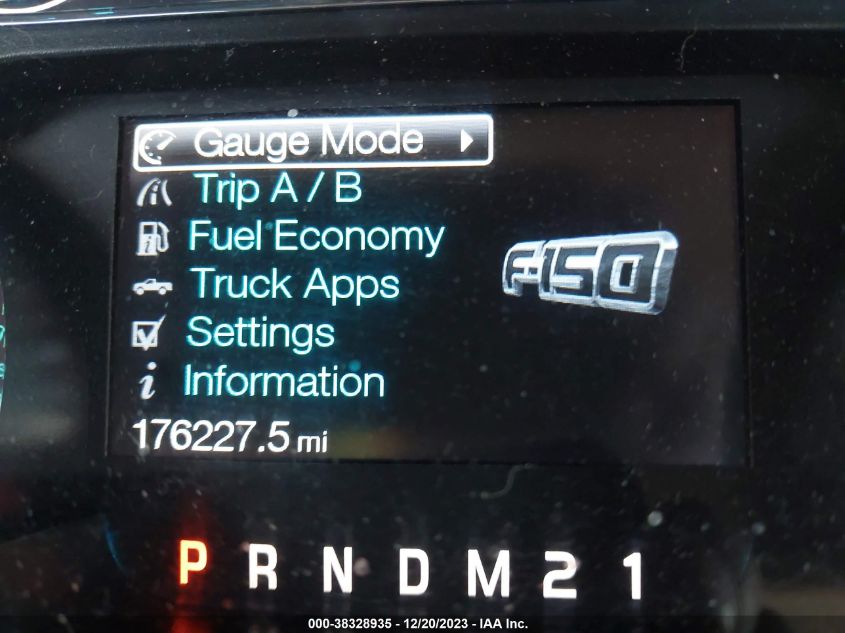 Gauge Mode
Trip A / B
Fuel Economy
Truck Apps
F-150
Settings
Information
176227.5 mi
P R N D M 2 1
000-38328935 - 12/20/2023 - IAA Inc.